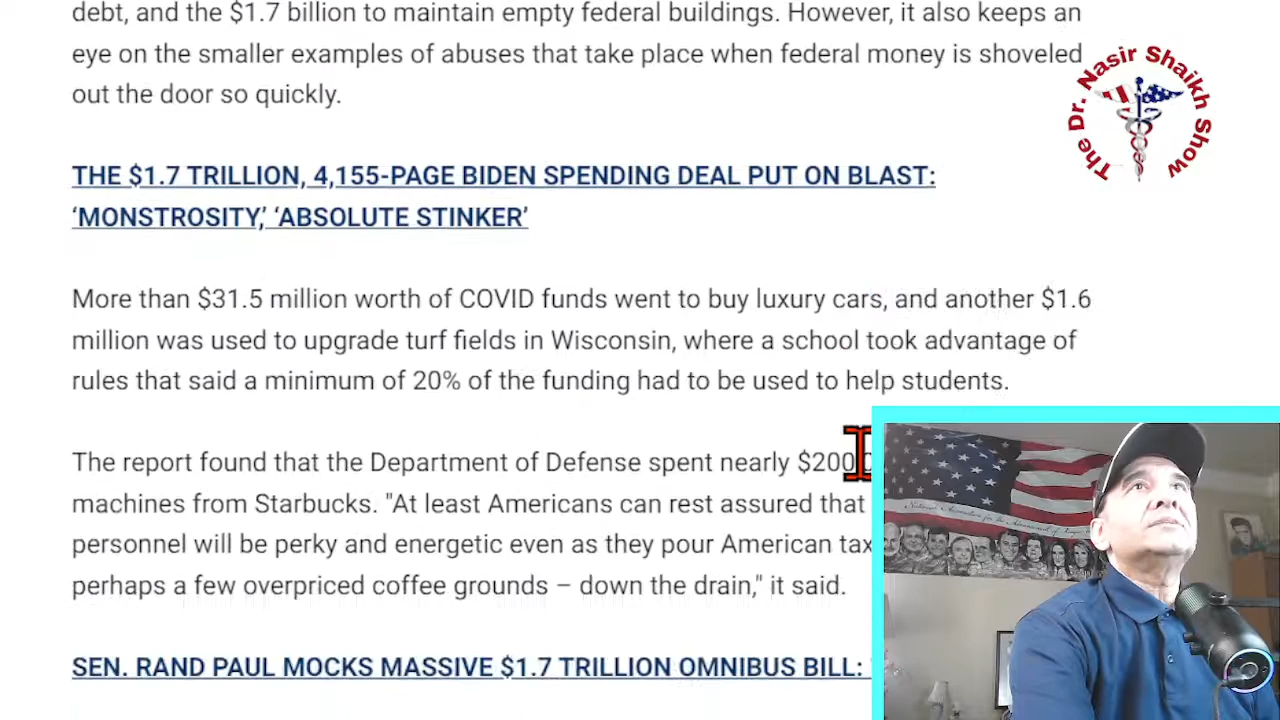 debt, and the $1.7 billion to maintain empty federal buildings. However, it also keeps an
eye on the smaller examples of abuses that take place when federal money is shoveled
out the door so quickly.
The Dr. Nasir Shaikh Show
THE $1.7 TRILLION, 4,155-PAGE BIDEN SPENDING DEAL PUT ON BLAST:
‘MONSTROSITY,’ ‘ABSOLUTE STINKER’
More than $31.5 million worth of COVID funds went to buy luxury cars, and another $1.6
million was used to upgrade turf fields in Wisconsin, where a school took advantage of
rules that said a minimum of 20% of the funding had to be used to help students.
The report found that the Department of Defense spent nearly $200
machines from Starbucks. "At least Americans can rest assured that
personnel will be perky and energetic even as they pour American tax
perhaps a few overpriced coffee grounds – down the drain," it said.
SEN. RAND PAUL MOCKS MASSIVE $1.7 TRILLION OMNIBUS BILL: